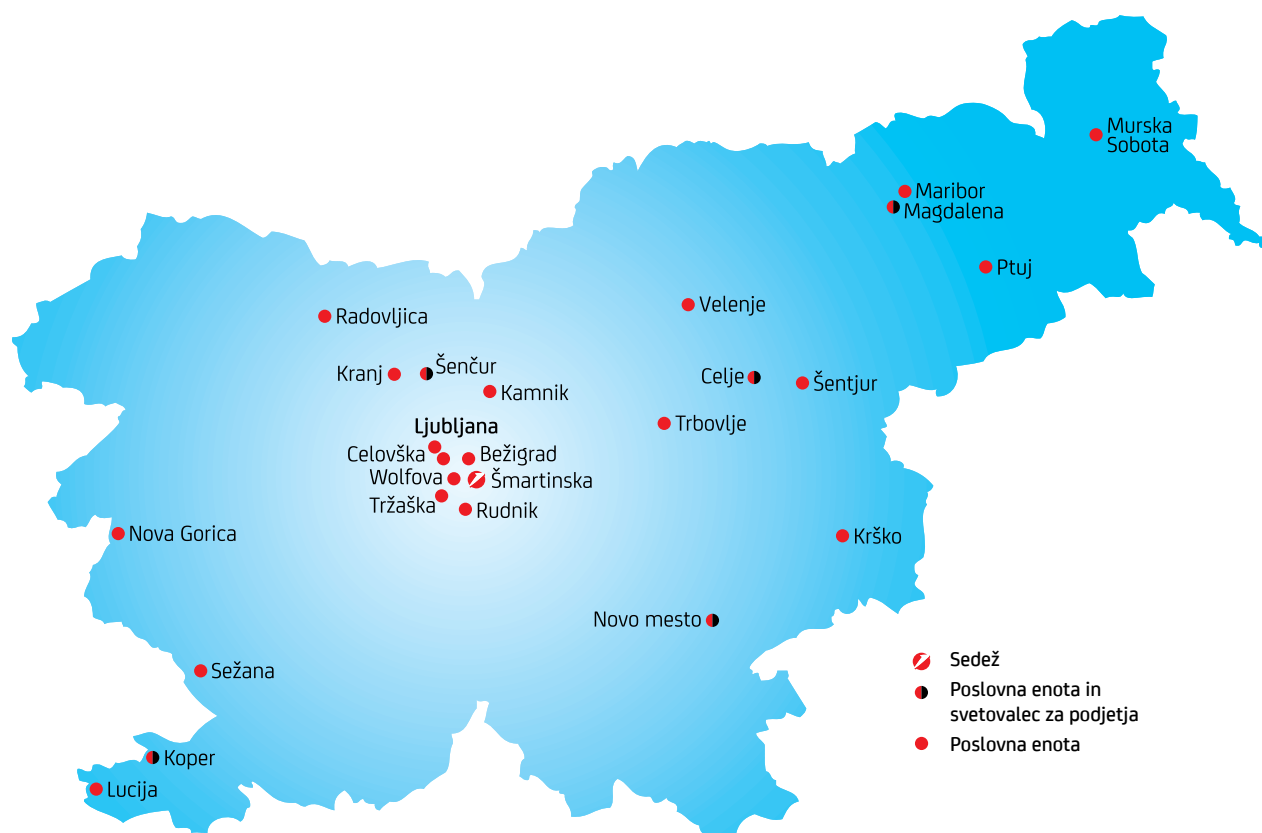 Murska
Sobota
Maribor
Magdalena
Ptuj
Velenje
Radovljica
Šenčur
Kranj
Celje
Šentjur
Kamnik
Trbovlje
Ljubljana
Celovška
Bežigrad
Wolfova
Šmartinska
Tržaška
Rudnik
Nova Gorica
Krško
Novo mesto
Sežana
Koper
Lucija
Sedež
Poslovna enota in
svetovalec za podjetja
Poslovna enota